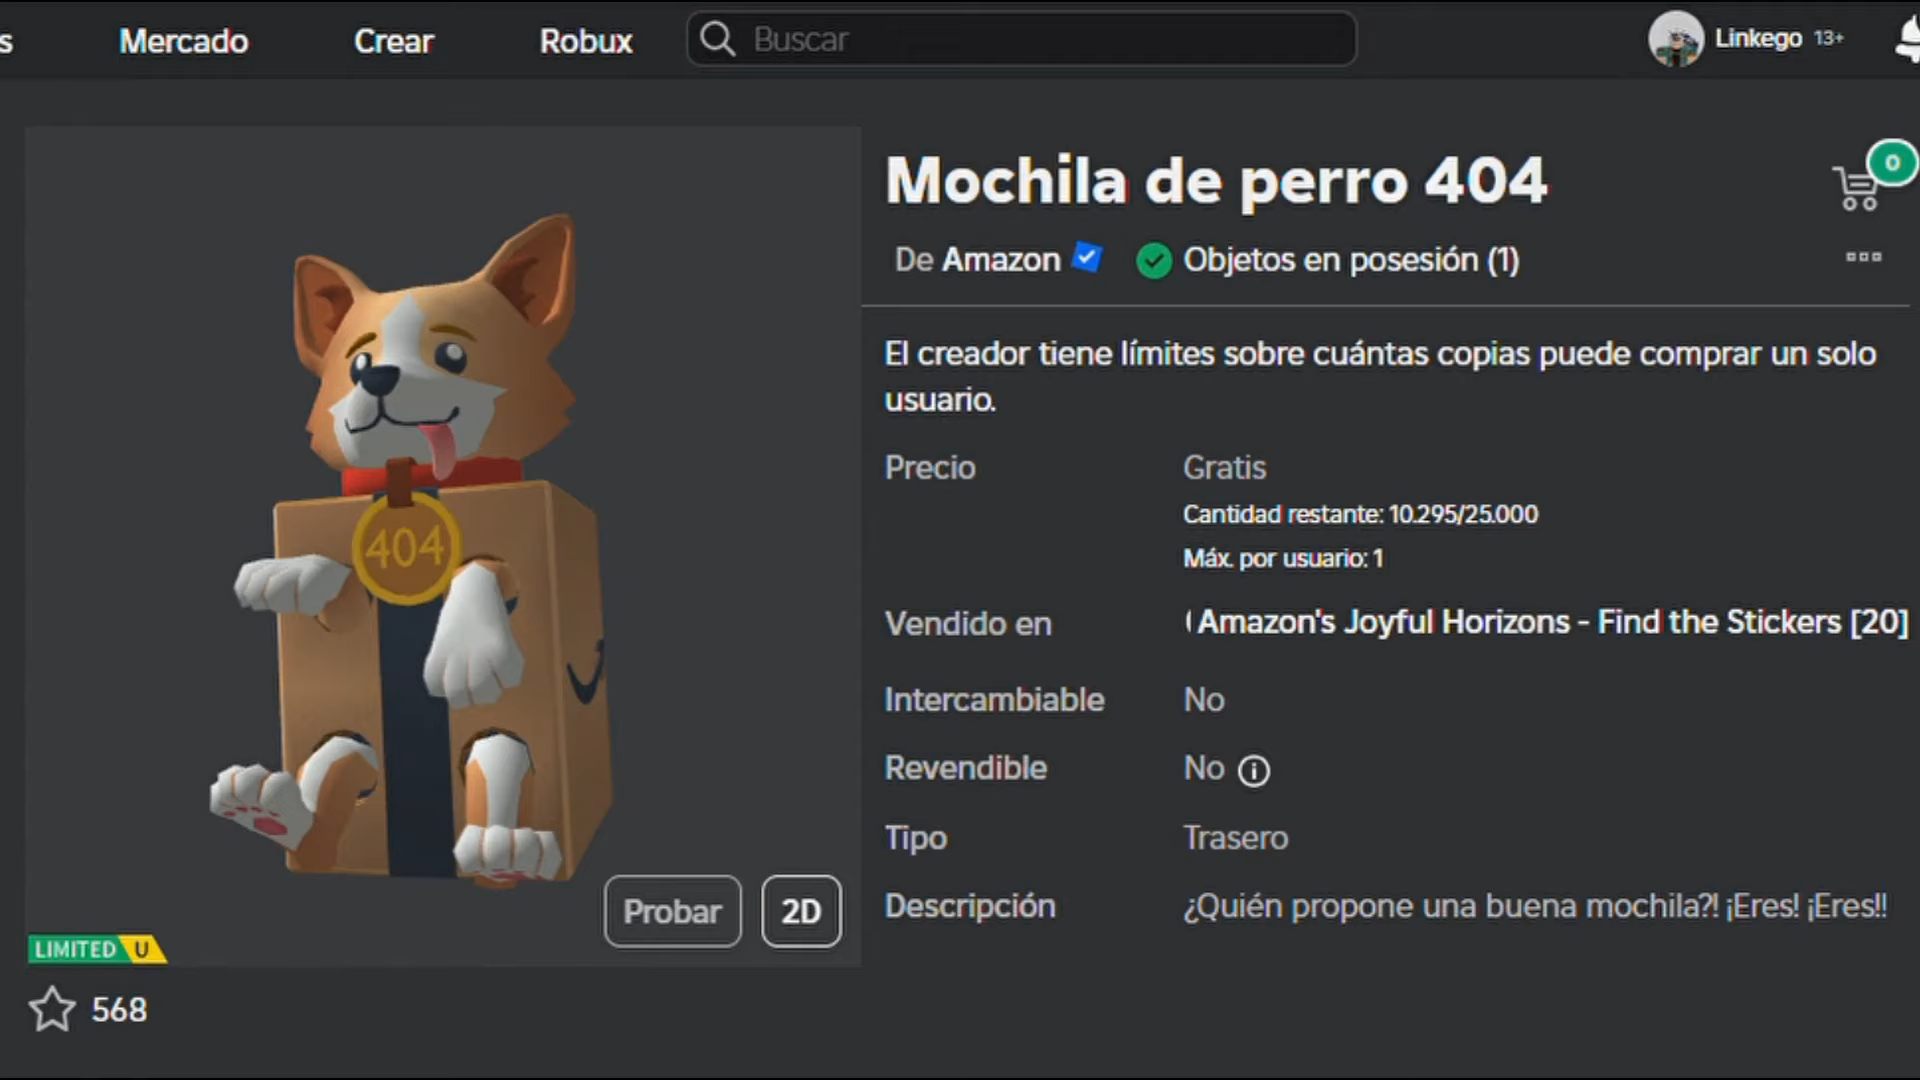 s
Mercado
Crear
Robux
Buscar
Linkego 13+
0
Mochila de perro 404
De Amazon
Objetos en posesión (1)
El creador tiene límites sobre cuántas copias puede comprar un solo
usuario.
Precio
Gratis
Cantidad restante: 10.295/25.000
Máx. por usuario: 1
Vendido en
Amazon's Joyful Horizons - Find the Stickers [20]
Intercambiable
No
Revendible
No
Tipo
Trasero
Descripción
¿Quién propone una buena mochila?! ¡Eres! ¡Eres!!
404
Probar
2D
LIMITED U
568